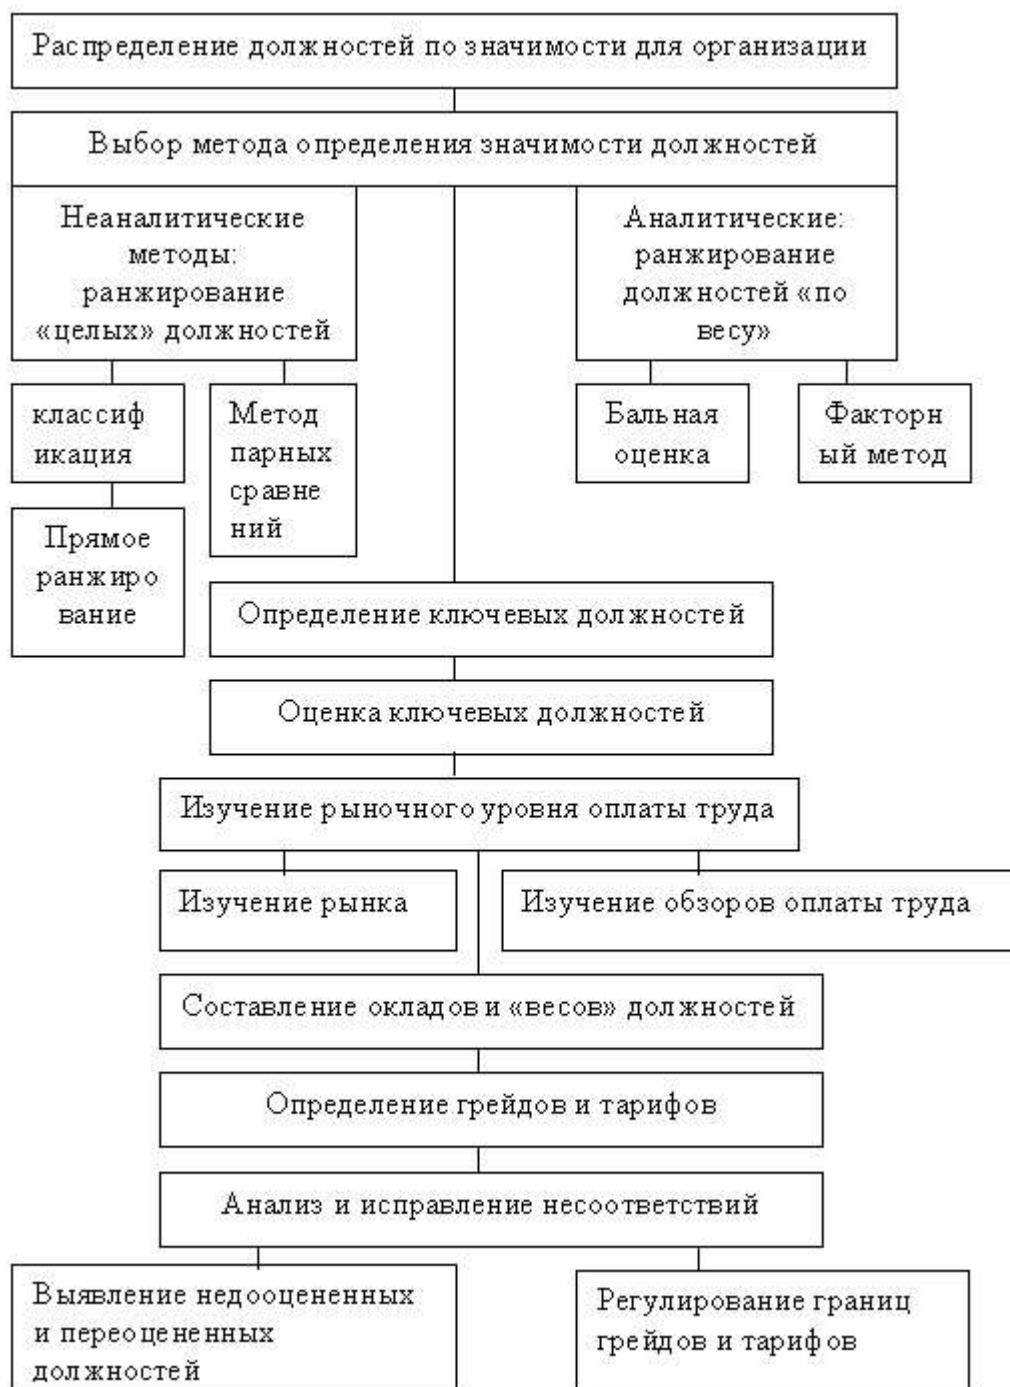 Распределение должностей по значимости для организации
Выбор метода определения значимости должностей
Неаналитические
методы:
ранжирование
«целых» должностей
Аналитические:
ранжирование
должностей «по
весу»
классиф
икация
Метод
парных
сравне
ний
Бальная
оценка
Факторн
ый метод
Прямое
ранжиро
вание
Определение ключевых должностей
Оценка ключевых должностей
Изучение рыночного уровня оплаты труда
Изучение рынка
Изучение обзоров оплаты труда
Составление окладов и «весов» должностей
Определение грейдов и тарифов
Анализ и исправление несоответствий
Выявление недооцененных
и переоцененных
должностей
Регулирование границ
грейдов и тарифов